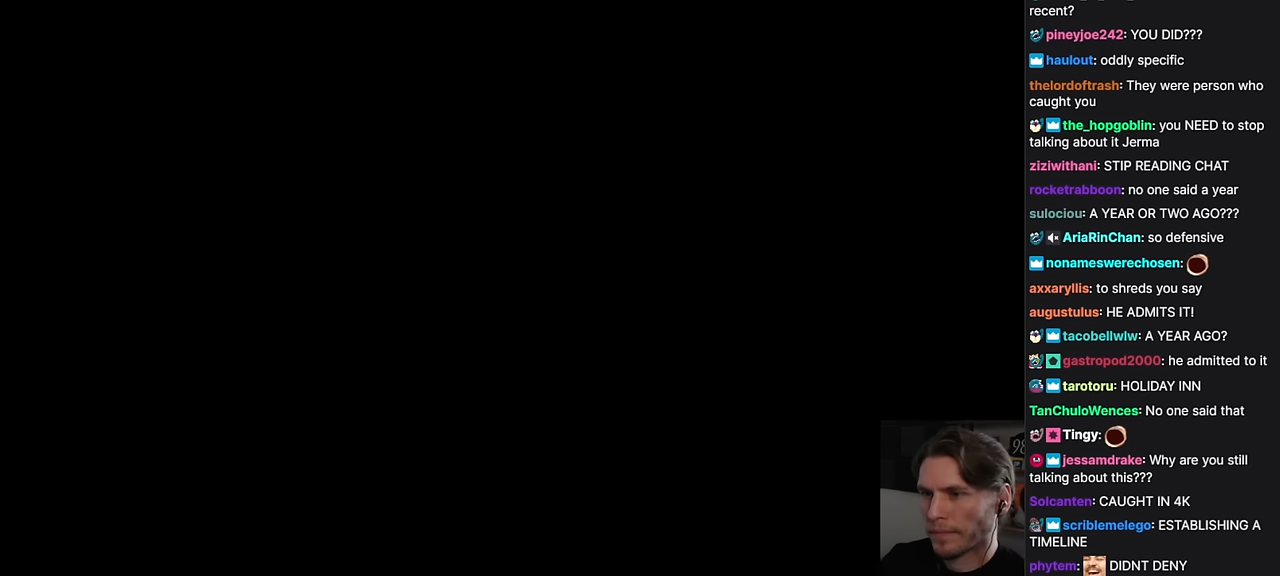 recent?
pineyjoe242: YOU DID???
haulout: oddly specific
thelordoftrash: They were person who
caught you
the_hopgoblin: you NEED to stop
talking about it Jerma
ziziwithani: STIP READING CHAT
rocketrabboon: no one said a year
sulociou: A YEAR OR TWO AGO???
AriaRinChan: so defensive
nonameswerechosen:
axxaryllis: to shreds you say
augustulus: HE ADMITS IT!
tacobellwlw: A YEAR AGO?
gastropod2000: he admitted to it
tarotoru: HOLIDAY INN
TanChuloWences: No one said that
Tingy:
jessamdrake: Why are you still
talking about this???
Solcanten: CAUGHT IN 4K
scriblemelego: ESTABLISHING A
TIMELINE
phytem: DIDNT DENY
98